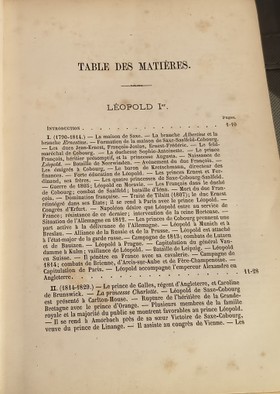 TABLE DES MATIÈRES.
LÉOPOLD Iᵉʳ.
Pages.
INTRODUCTION 1-10
I. (1790-1814.) — La maison de Saxe. — La branche Albertine et la
branche Ernestine. — Formation de la maison de Saxe-Saalfeld-Cobourg.
— Les ducs Jean-Ernest, François-Josias, Ernest-Frédéric. — Le feld-
maréchal de Cobourg. — La duchesse Sophie-Antoinette. — Le prince
François, héritier présomptif, et la princesse Augusta. — Naissance de
Léopold. — Bataille de Neerwinden. — Avènement du duc François. —
Les émigrés à Cobourg. — Le baron de Kretschmann, directeur des
finances. — Forte éducation de Léopold. — Les princes Ernest et Fer-
dinand, ses frères. — Les quatre princesses de Saxe-Cobourg-Saalfeld.
— Guerre de 1805; Léopold en Moravie. — Les Français dans le duché
de Cobourg; combat de Saalfeld; bataille d'Iéna. — Mort du duc Fran-
çois. — Domination française. — Traité de Tilsitt (1807); le duc Ernest
réintégré dans ses États; il se rend à Paris avec le prince Léopold. —
Congrès d'Erfurt. — Napoléon désire que Léopold entre au service de
France; résistance de ce dernier; intervention de la reine Hortense. —
Situation de l'Allemagne en 1812. — Les princes de Cobourg prennent une
part active à la délivrance de l'Allemagne. — Léopold à Munich et à
Breslau. — Alliance de la Russie et de la Prusse. — Léopold est attaché
à l'état-major de la garde russe. — Campagne de 1813; combats de Lutzen
et de Bautzen. — Léopold à Prague. — Capitulation du général Van-
damme à Kulm; vaillance de Léopold. — Bataille de Leipzig. — Léopold
en Suisse. — Il pénètre en France avec sa cavalerie. — Campagne de
1814; combats de Brienne, d'Arcis-sur-Aube et de Fère-Champenoise. —
Capitulation de Paris. — Léopold accompagne l'empereur Alexandre en
Angleterre. 11-28
II. (1814-1829.) — Le prince de Galles, régent d'Angleterre, et Caroline
de Brunswick. — La princesse Charlotte. — Léopold de Saxe-Cobourg
est présenté à Carlton-House. — Rupture de l'héritière de la Grande-
Bretagne avec le prince d'Orange. — Plusieurs membres de la famille
royale et la majorité du public se montrent favorables au prince Léopold.
— Il se rend à Amorbach près de sa sœur Victoire de Saxe-Cobourg,
veuve du prince de Linange. — Il assiste au congrès de Vienne. — Les